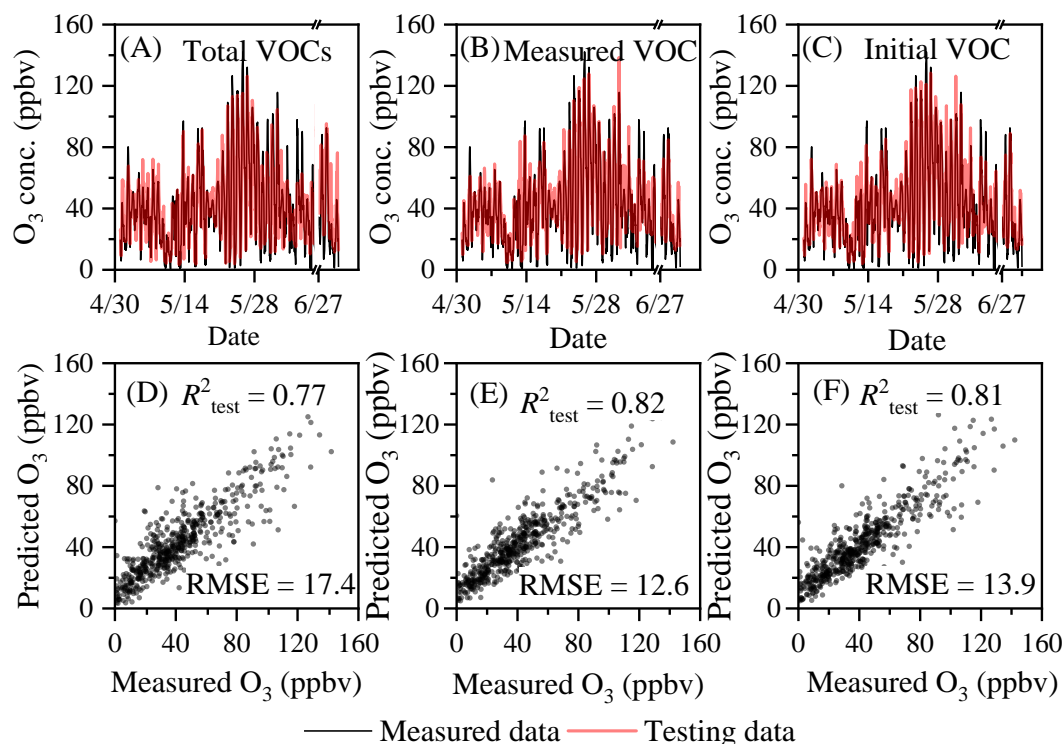 (A) Total VOCs
O3 conc. (ppbv)
160
120
80
40
0
4/30 5/14 5/28 6/27
Date
(B) Measured VOC
O3 conc. (ppbv)
160
120
80
40
0
4/30 5/14 5/28 6/27
Date
(C) Initial VOC
O3 conc. (ppbv)
160
120
80
40
0
4/30 5/14 5/28 6/27
Date
(D) R²test = 0.77
Predicted O3 (ppbv)
160
120
80
40
0
RMSE = 17.4
0 40 80 120 160
Measured O3 (ppbv)
(E) R²test = 0.82
Predicted O3 (ppbv)
160
120
80
40
0
RMSE = 12.6
0 40 80 120 160
Measured O3 (ppbv)
(F) R²test = 0.81
Predicted O3 (ppbv)
160
120
80
40
0
RMSE = 13.9
0 40 80 120 160
Measured O3 (ppbv)
Measured data Testing data